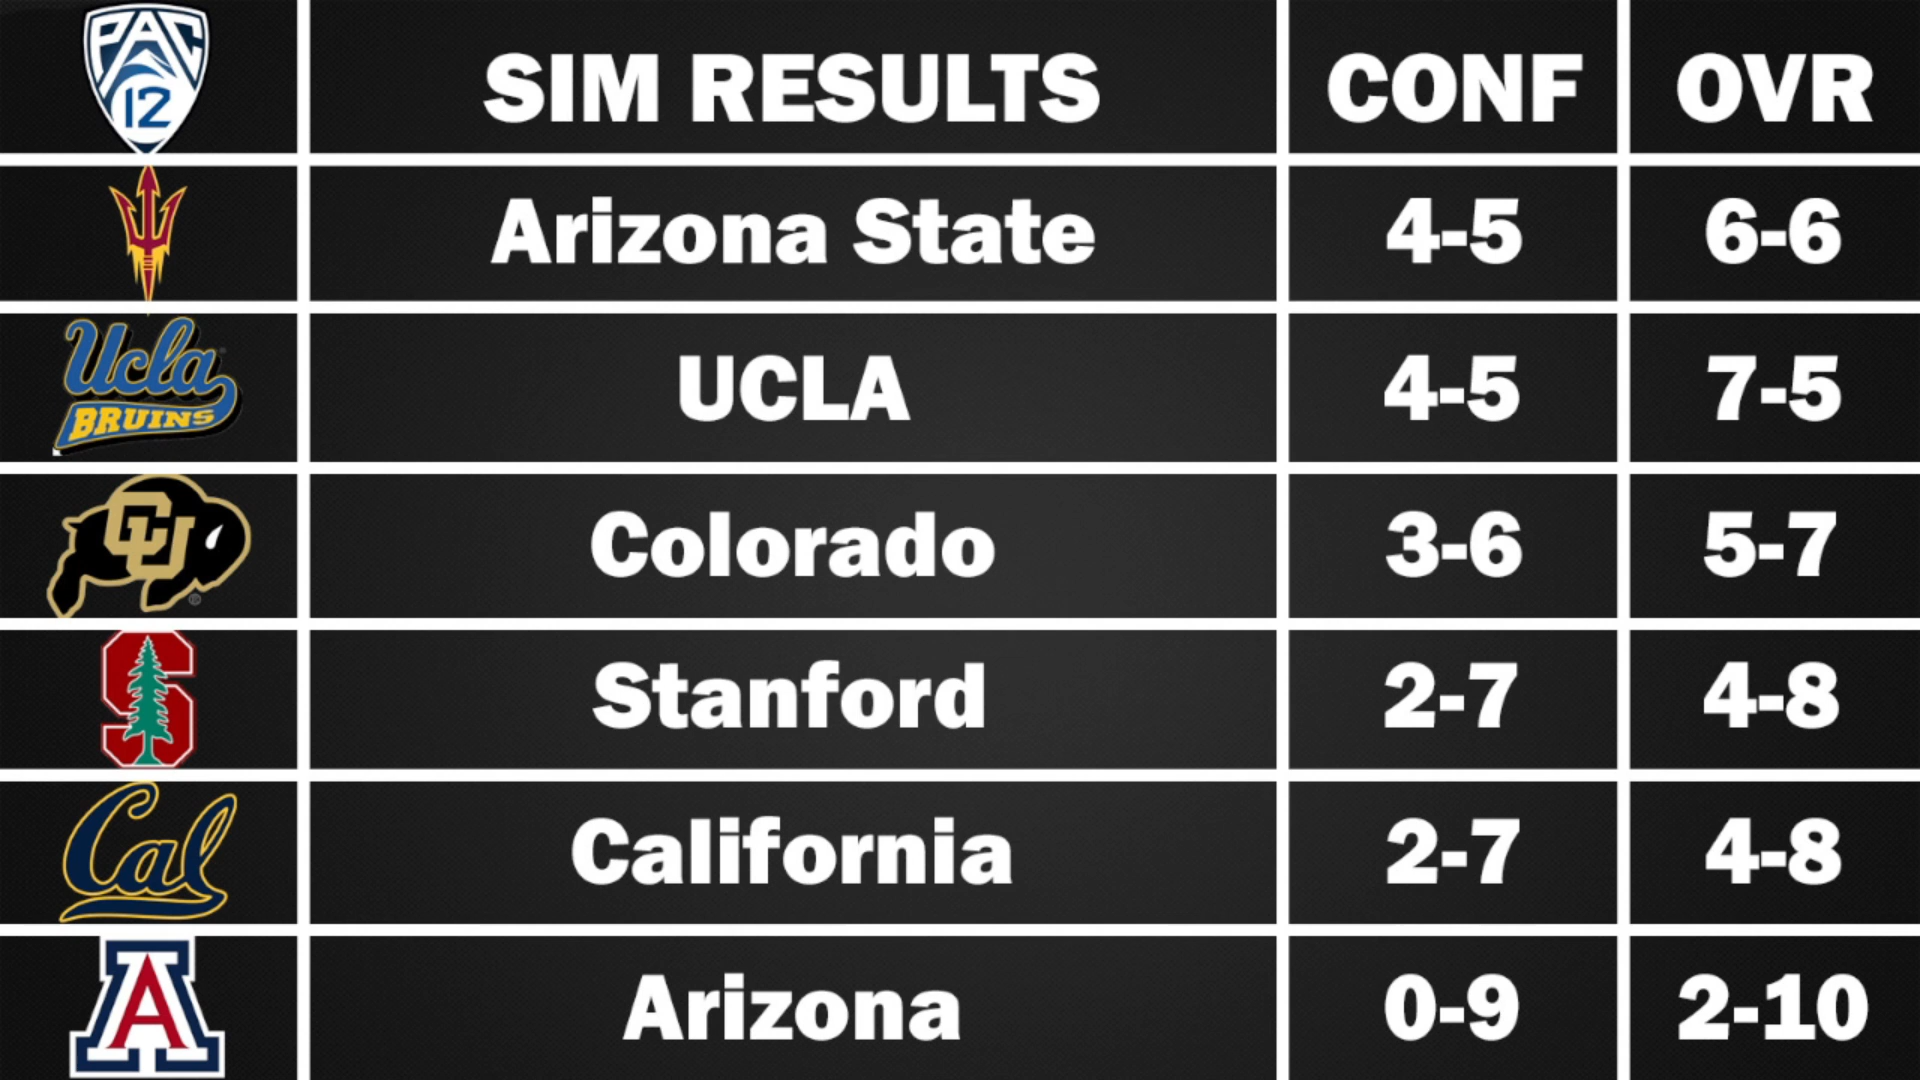 PAC 12 SIM RESULTS CONF OVR
Arizona State 4-5 6-6
Ucla BRUINS UCLA 4-5 7-5
CU Colorado 3-6 5-7
S Stanford 2-7 4-8
Cal California 2-7 4-8
A Arizona 0-9 2-10